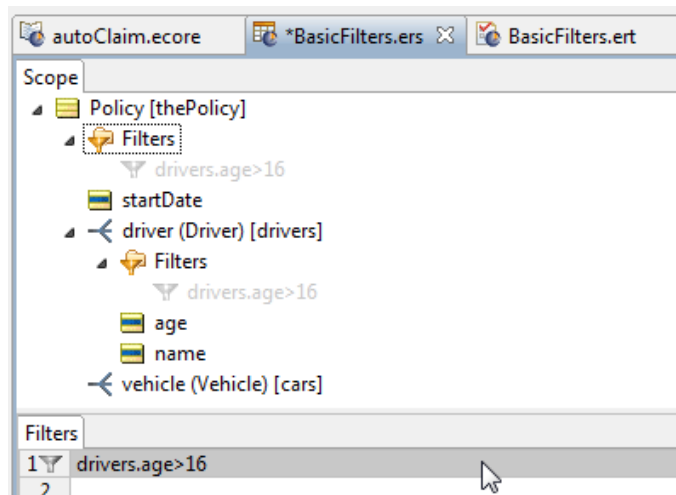 autoClaim.ecore *BasicFilters.ers BasicFilters.ert
Scope
Policy [thePolicy]
Filters
drivers.age>16
startDate
driver (Driver) [drivers]
Filters
drivers.age>16
age
name
vehicle (Vehicle) [cars]
Filters
1 drivers.age>16
2